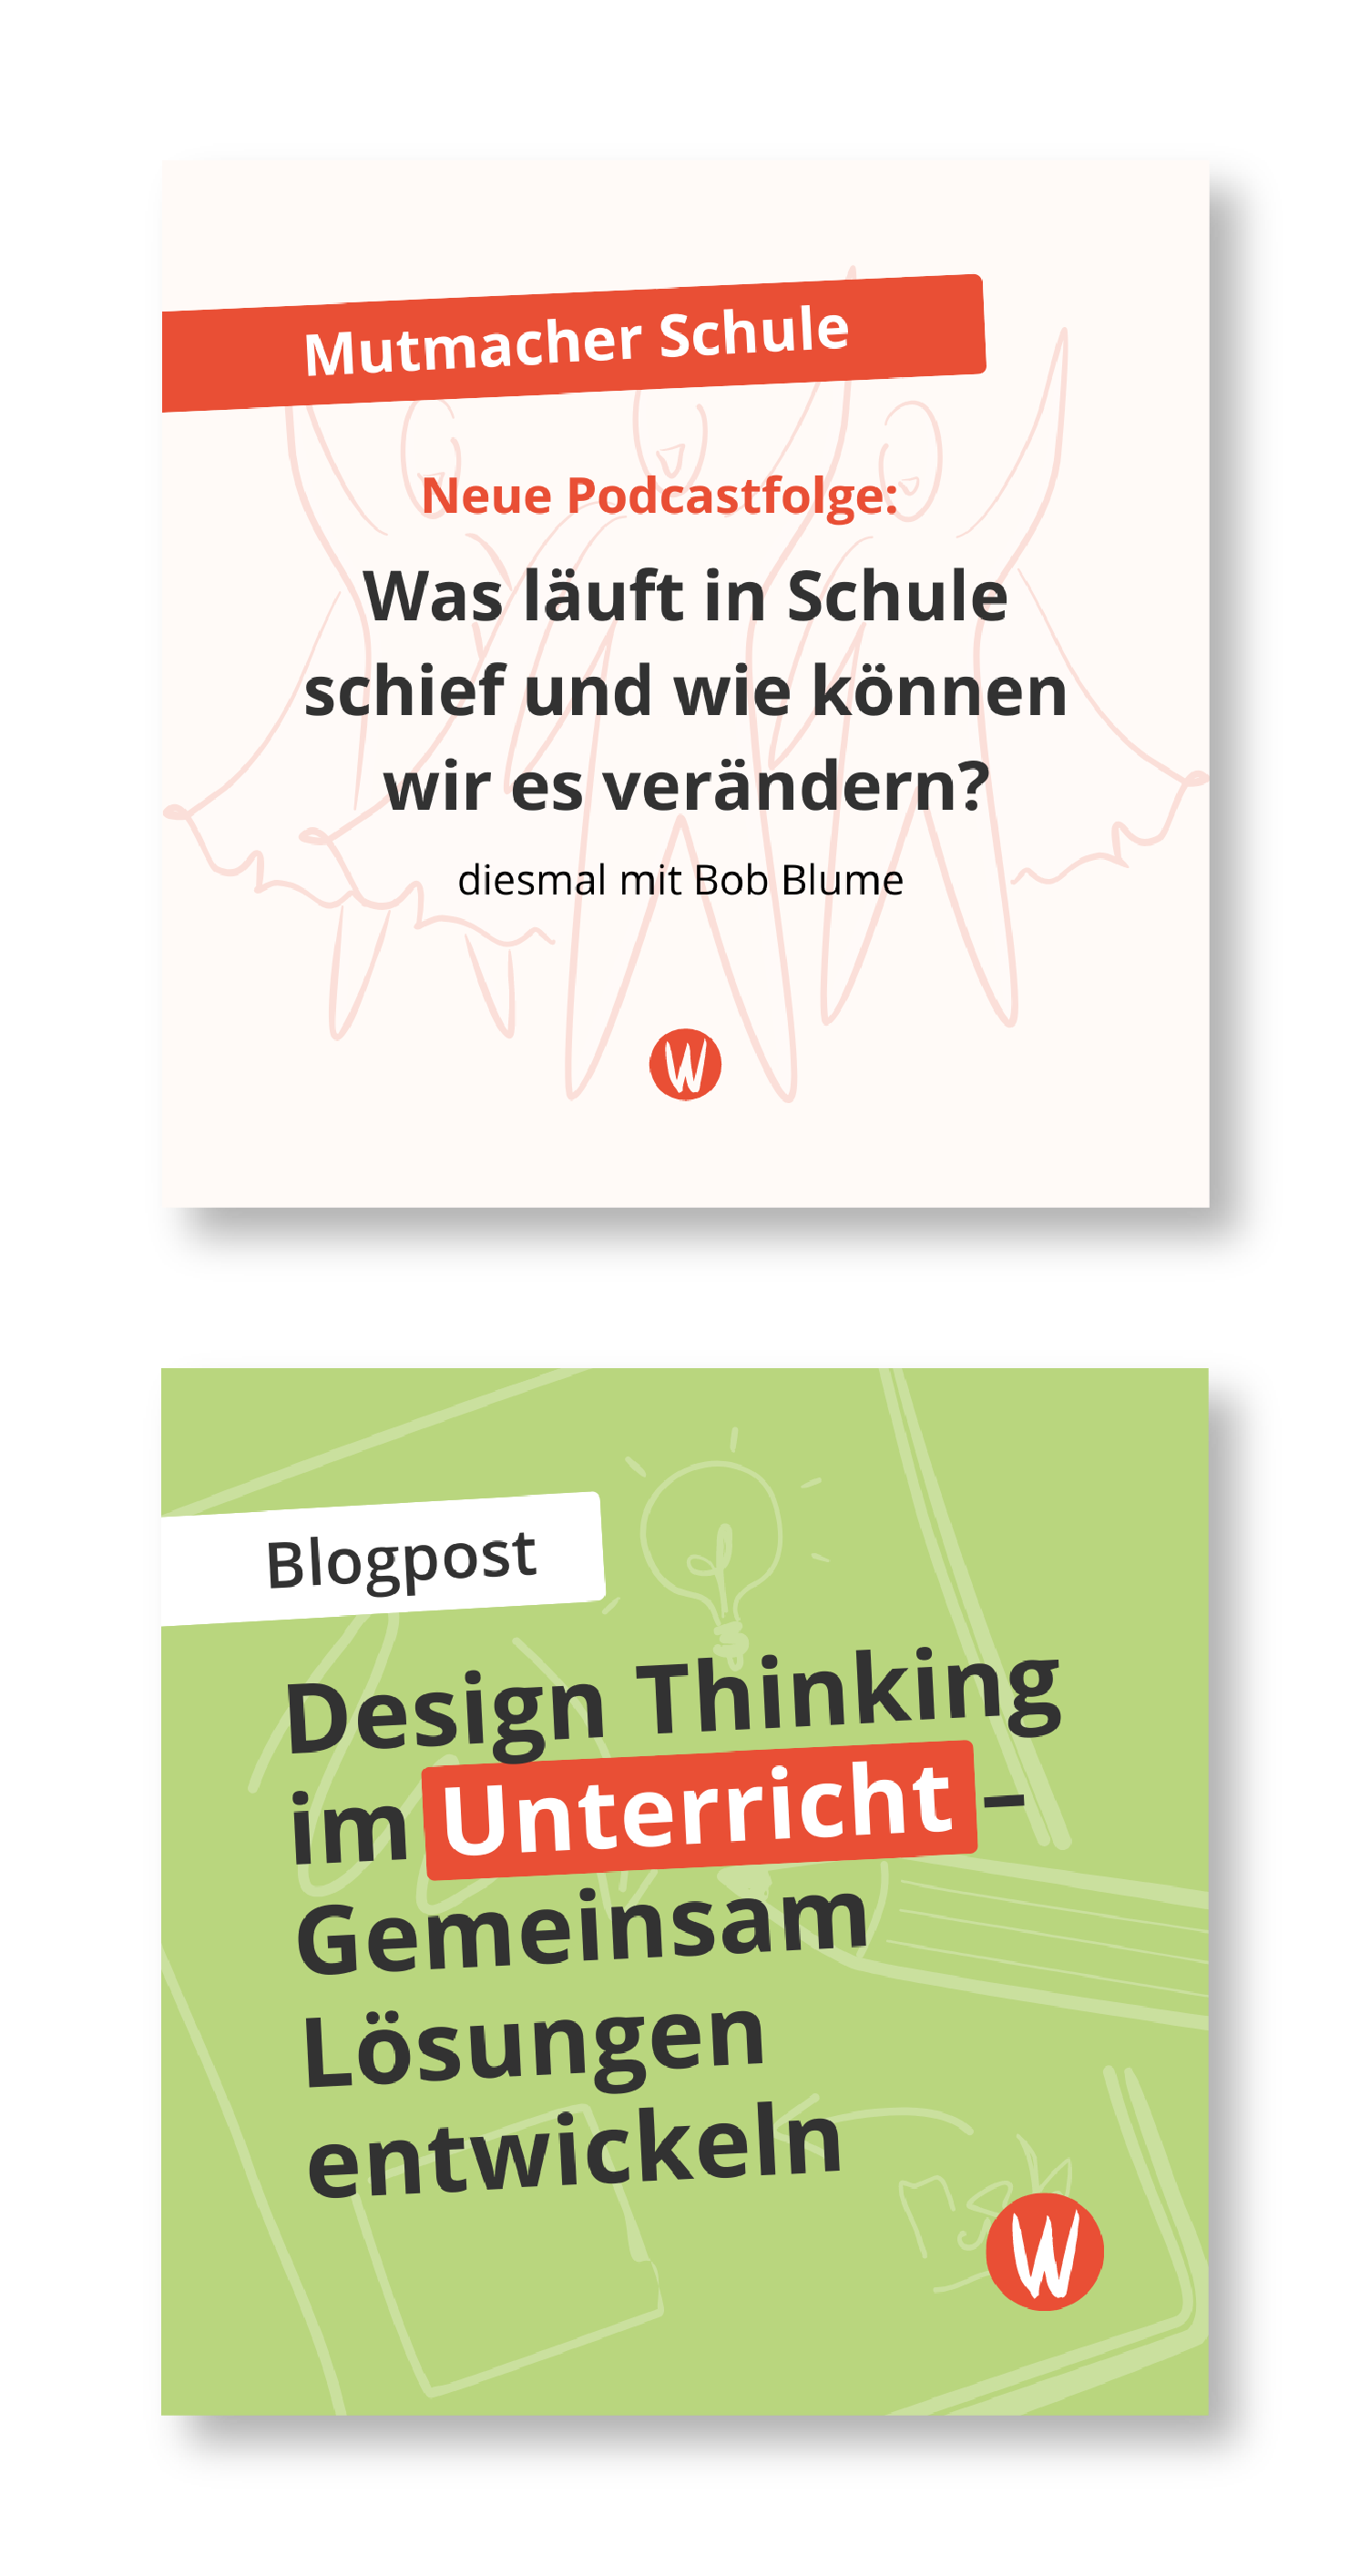 Mutmacher Schule
Neue Podcastfolge:
Was läuft in Schule
schief und wie können
wir es verändern?
diesmal mit Bob Blume
W
Blogpost
Design Thinking
im Unterricht –
Gemeinsam
Lösungen
entwickeln
W